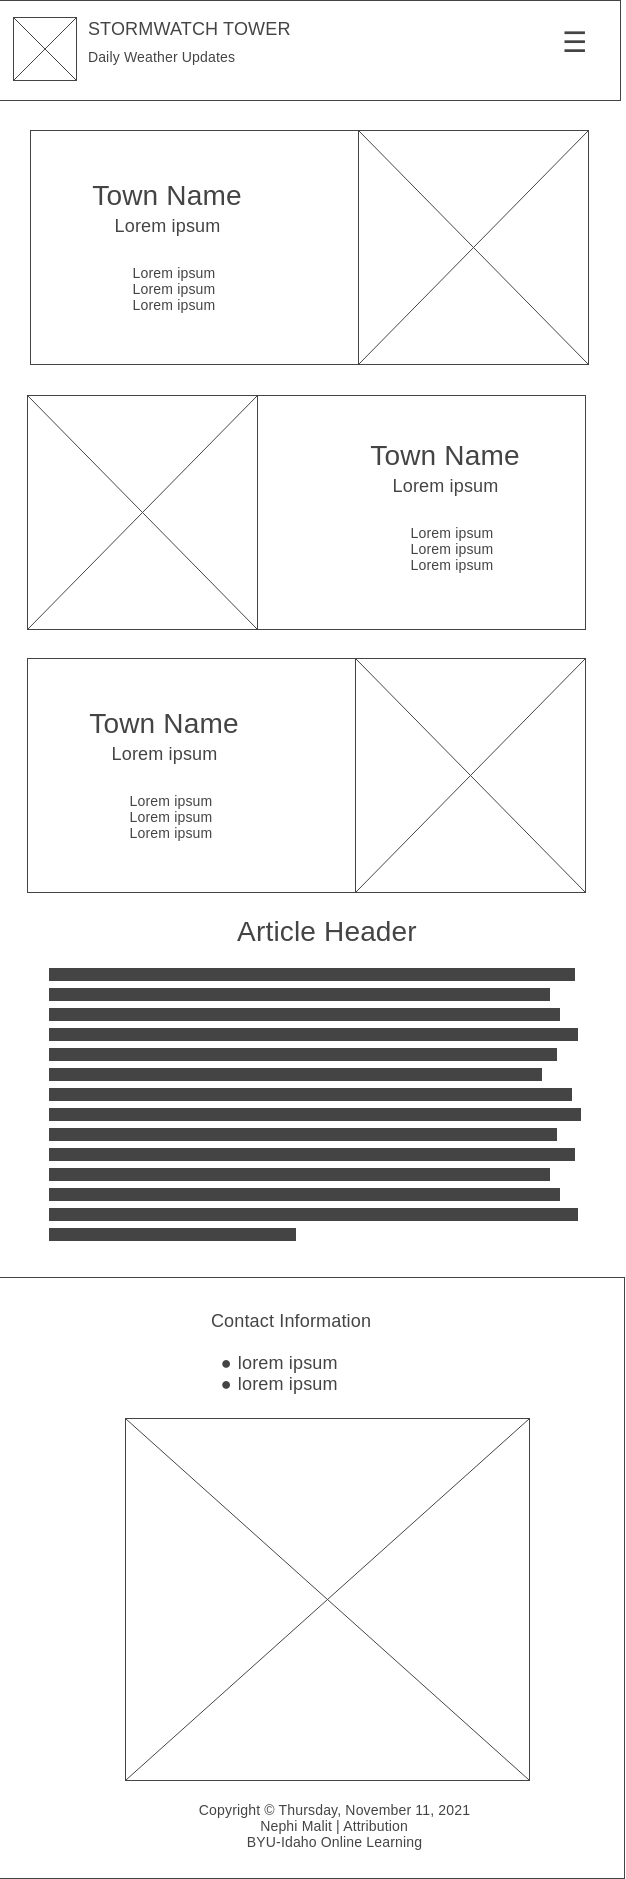 STORMWATCH TOWER
Daily Weather Updates
☰
Town Name
Lorem ipsum
Lorem ipsum
Lorem ipsum
Lorem ipsum
Town Name
Lorem ipsum
Lorem ipsum
Lorem ipsum
Lorem ipsum
Town Name
Lorem ipsum
Lorem ipsum
Lorem ipsum
Lorem ipsum
Article Header
Contact Information
● lorem ipsum
● lorem ipsum
Copyright © Thursday, November 11, 2021
Nephi Malit | Attribution
BYU-Idaho Online Learning